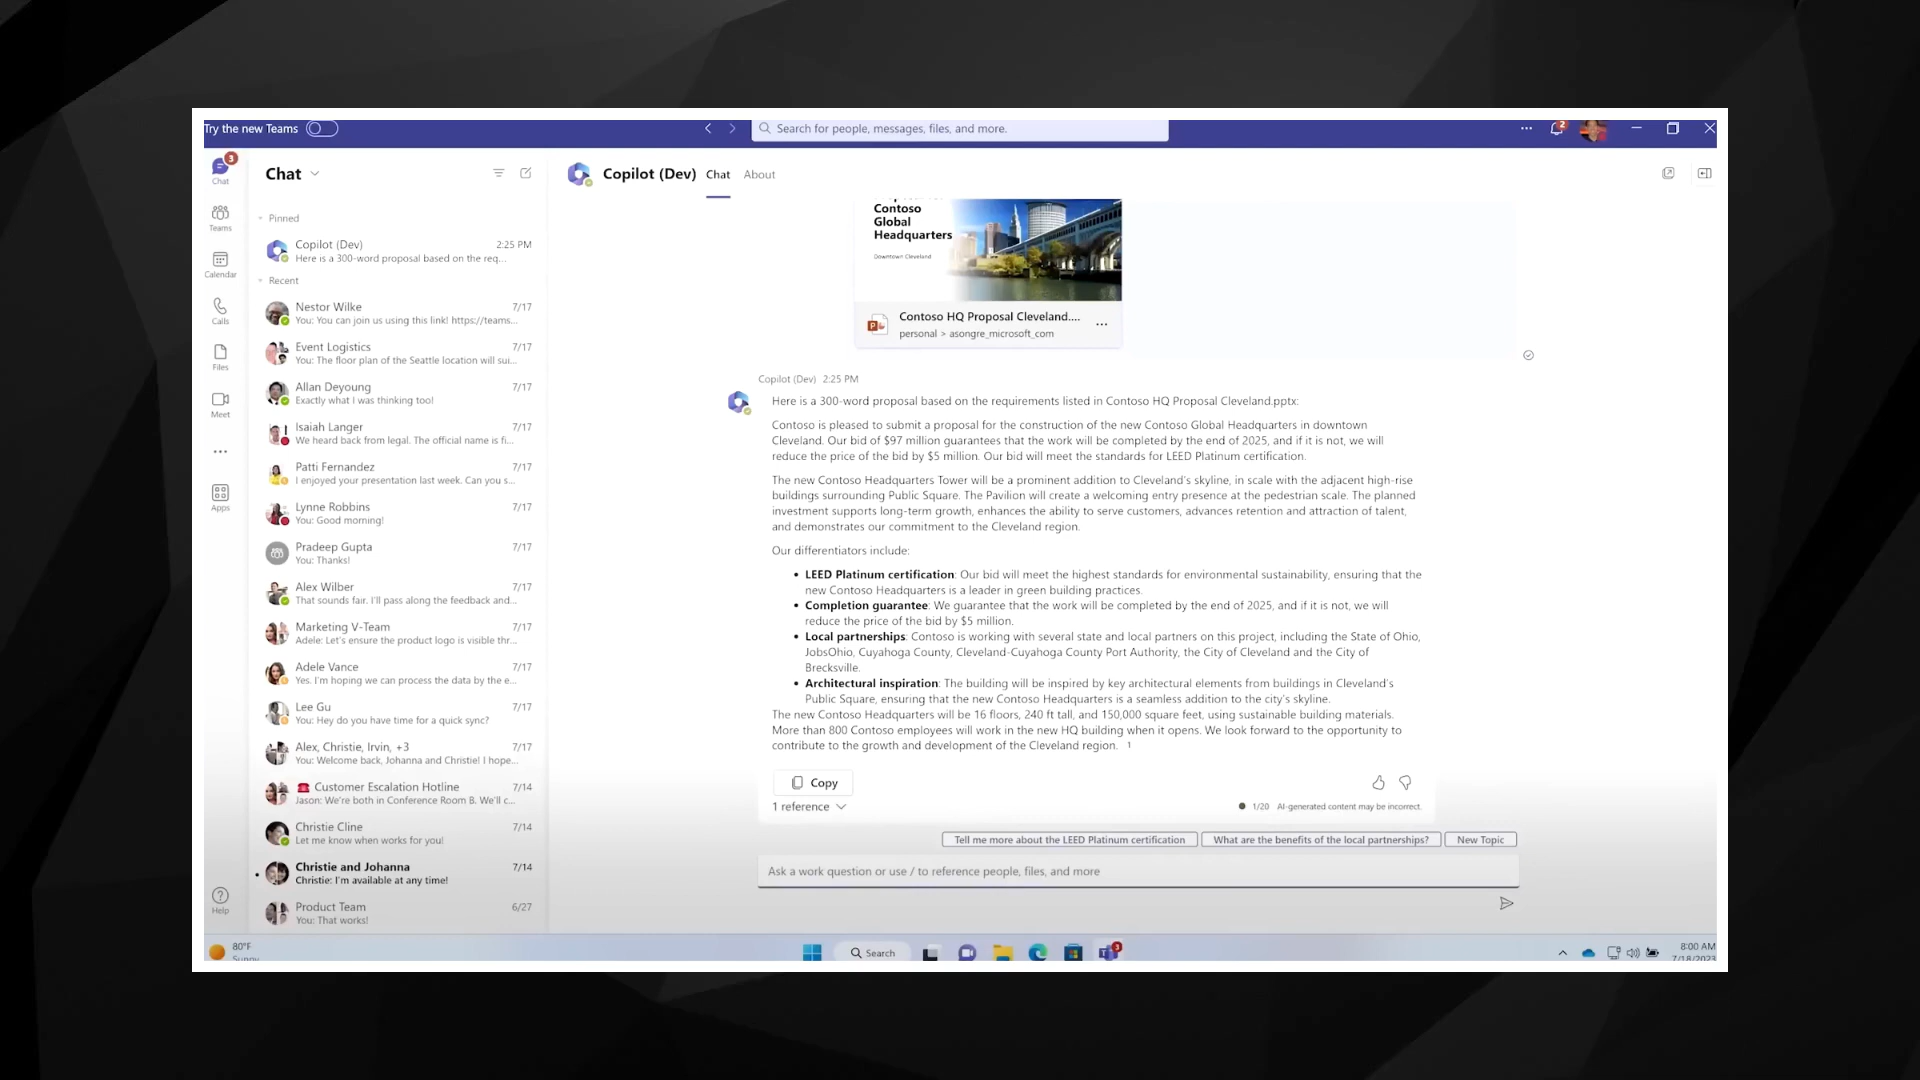 Try the new Teams
Search for people, messages, files, and more.
2
3
Chat
Teams
Calendar
Calls
Files
Meet
Apps
Help
Chat
Pinned
Copilot (Dev) 2:25 PM
Here is a 300-word proposal based on the req...
Recent
Nestor Wilke 7/17
You: You can join us using this link! https://teams...
Event Logistics 7/17
You: The floor plan of the Seattle location will sui...
Allan Deyoung 7/17
Exactly what I was thinking too!
Isaiah Langer 7/17
We heard back from legal. The official name is fi...
Patti Fernandez 7/17
I enjoyed your presentation last week. Can you s...
Lynne Robbins 7/17
You: Good morning!
Pradeep Gupta 7/17
You: Thanks!
Alex Wilber 7/17
That sounds fair. I'll pass along the feedback and...
Marketing V-Team 7/17
Adele: Let's ensure the product logo is visible thr...
Adele Vance 7/17
Yes. I'm hoping we can process the data by the e...
Lee Gu 7/17
You: Hey do you have time for a quick sync?
Alex, Christie, Irvin, +3 7/17
You: Welcome back, Johanna and Christie! I hope...
Customer Escalation Hotline 7/14
Jason: We're both in Conference Room B. We'll c...
Christie Cline 7/14
Let me know when works for you!
Christie and Johanna 7/14
Christie: I'm available at any time!
Product Team 6/27
You: That works!
Copilot (Dev) Chat About
Contoso
Global
Headquarters
Downtown Cleveland
Contoso HQ Proposal Cleveland....
personal > asongre_microsoft_com
Copilot (Dev) 2:25 PM
Here is a 300-word proposal based on the requirements listed in Contoso HQ Proposal Cleveland.pptx:
Contoso is pleased to submit a proposal for the construction of the new Contoso Global Headquarters in downtown
Cleveland. Our bid of $97 million guarantees that the work will be completed by the end of 2025, and if it is not, we will
reduce the price of the bid by $5 million. Our bid will meet the standards for LEED Platinum certification.
The new Contoso Headquarters Tower will be a prominent addition to Cleveland's skyline, in scale with the adjacent high-rise
buildings surrounding Public Square. The Pavilion will create a welcoming entry presence at the pedestrian scale. The planned
investment supports long-term growth, enhances the ability to serve customers, advances retention and attraction of talent,
and demonstrates our commitment to the Cleveland region.
Our differentiators include:
• LEED Platinum certification: Our bid will meet the highest standards for environmental sustainability, ensuring that the
new Contoso Headquarters is a leader in green building practices.
• Completion guarantee: We guarantee that the work will be completed by the end of 2025, and if it is not, we will
reduce the price of the bid by $5 million.
• Local partnerships: Contoso is working with several state and local partners on this project, including the State of Ohio,
JobsOhio, Cuyahoga County, Cleveland-Cuyahoga County Port Authority, the City of Cleveland and the City of
Brecksville.
• Architectural inspiration: The building will be inspired by key architectural elements from buildings in Cleveland's
Public Square, ensuring that the new Contoso Headquarters is a seamless addition to the city's skyline.
The new Contoso Headquarters will be 16 floors, 240 ft tall, and 150,000 square feet, using sustainable building materials.
More than 800 Contoso employees will work in the new HQ building when it opens. We look forward to the opportunity to
contribute to the growth and development of the Cleveland region. 1
Copy
1 reference
1/20 AI-generated content may be incorrect.
Tell me more about the LEED Platinum certification
What are the benefits of the local partnerships?
New Topic
Ask a work question or use / to reference people, files, and more
80°F
Sunny
Search
3
8:00 AM
7/18/2023